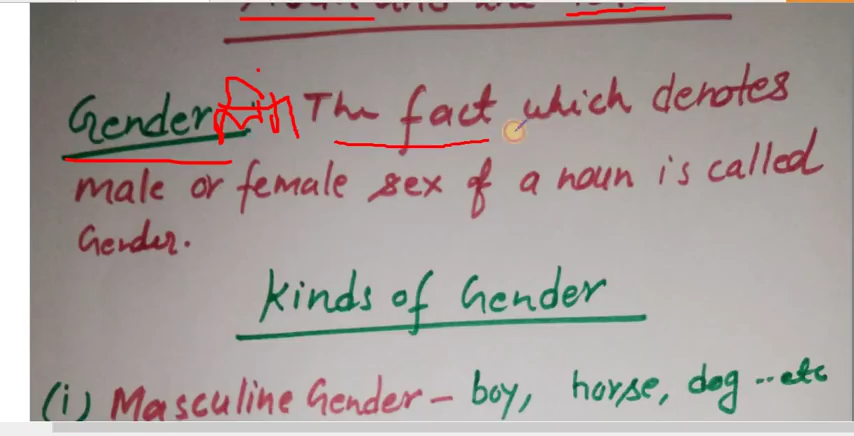 Gender :- The fact which denotes
male or female sex of a noun is called
Gender.
Kinds of Gender
(i) Masculine Gender - boy, horse, dog ..etc